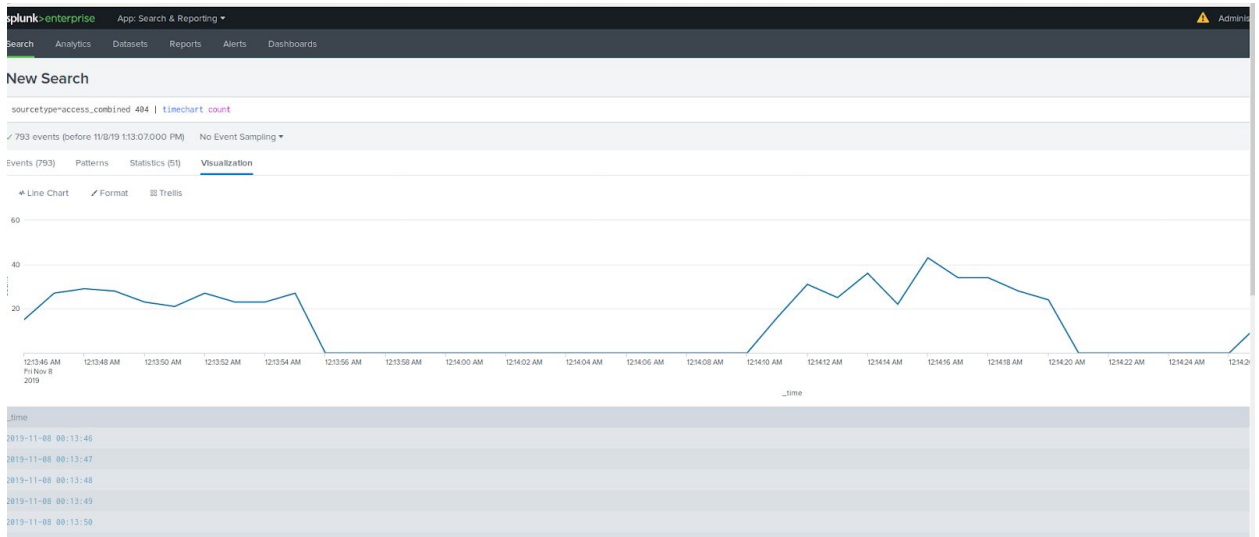 splunk>enterprise App: Search & Reporting Adminis
Search Analytics Datasets Reports Alerts Dashboards
New Search
sourcetype=access_combined 404 | timechart count
793 events (before 11/8/19 1:13:07.000 PM) No Event Sampling
Events (793) Patterns Statistics (51) Visualization
Line Chart Format Trellis
60
40
20
12:13:46 AM 12:13:48 AM 12:13:50 AM 12:13:52 AM 12:13:54 AM 12:13:56 AM 12:13:58 AM 12:14:00 AM 12:14:02 AM 12:14:04 AM 12:14:06 AM 12:14:08 AM 12:14:10 AM 12:14:12 AM 12:14:14 AM 12:14:16 AM 12:14:18 AM 12:14:20 AM 12:14:22 AM 12:14:24 AM 12:14:2
Fri Nov 8
2019
_time
_time
2019-11-08 00:13:46
2019-11-08 00:13:47
2019-11-08 00:13:48
2019-11-08 00:13:49
2019-11-08 00:13:50